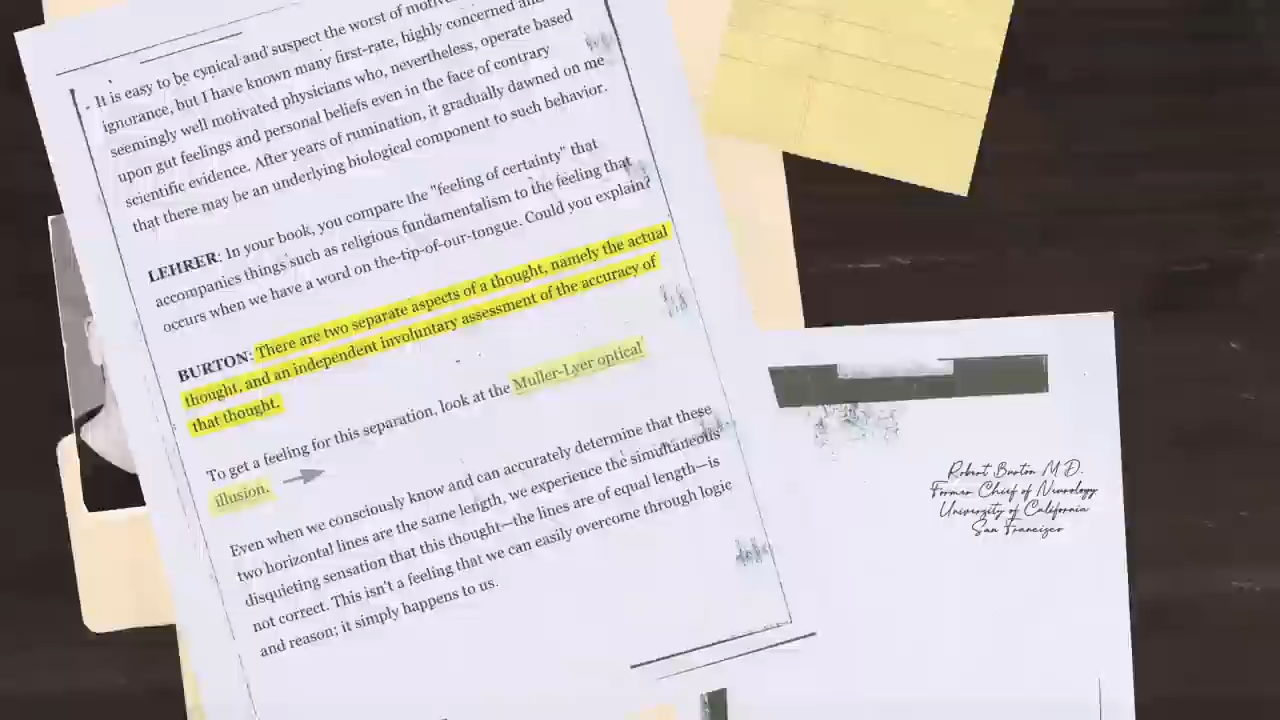 It is easy to be cynical and suspect the worst of
ignorance, but I have known many first-rate, highly concerned and
seemingly well motivated physicians who, nevertheless, operate based
upon gut feelings and personal beliefs even in the face of contrary
scientific evidence. After years of rumination, it gradually dawned on me
that there may be an underlying biological component to such behavior.
LEHRER: In your book, you compare the "feeling of certainty" that
accompanies things such as religious fundamentalism to the feeling that
occurs when we have a word on the-tip-of-our-tongue. Could you explain?
BURTON: There are two separate aspects of a thought, namely the actual
thought, and an independent involuntary assessment of the accuracy of
that thought.
To get a feeling for this separation, look at the Muller-Lyer optical
illusion.
Even when we consciously know and can accurately determine that these
two horizontal lines are the same length, we experience the simultaneous
disquieting sensation that this thought—the lines are of equal length—is
not correct. This isn't a feeling that we can easily overcome through logic
and reason; it simply happens to us.
Robert Burton M.D.
Former Chief of Neurology
University of California
San Francisco